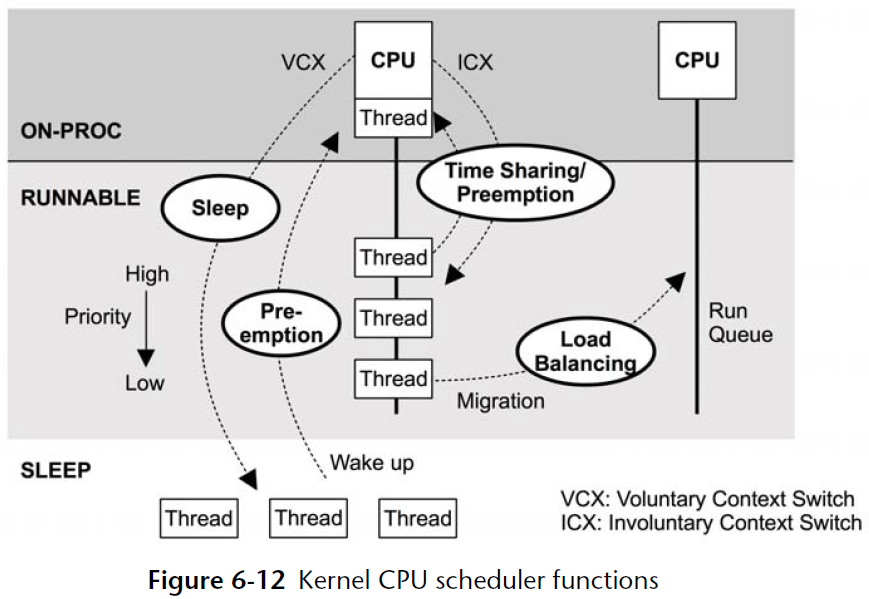 VCX
CPU
ICX
CPU
Thread
ON-PROC
RUNNABLE
Sleep
Time Sharing/
Preemption
High
Priority
Low
Thread
Pre-
emption
Thread
Load
Balancing
Run
Queue
Thread
Migration
SLEEP
Wake up
Thread
Thread
Thread
VCX: Voluntary Context Switch
ICX: Involuntary Context Switch
Figure 6-12 Kernel CPU scheduler functions